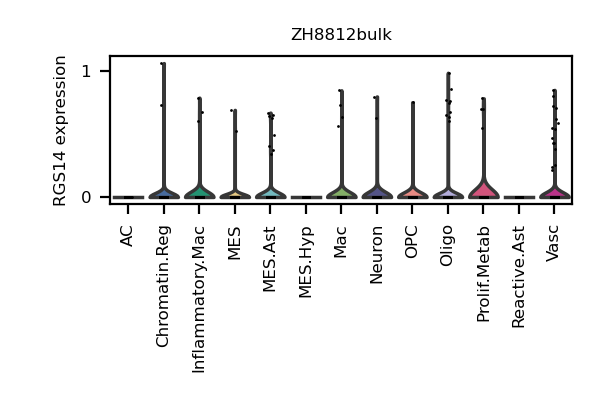 ZH8812bulk
RGS14 expression
1
0
AC
Chromatin.Reg
Inflammatory.Mac
MES
MES.Ast
MES.Hyp
Mac
Neuron
OPC
Oligo
Prolif.Metab
Reactive.Ast
Vasc